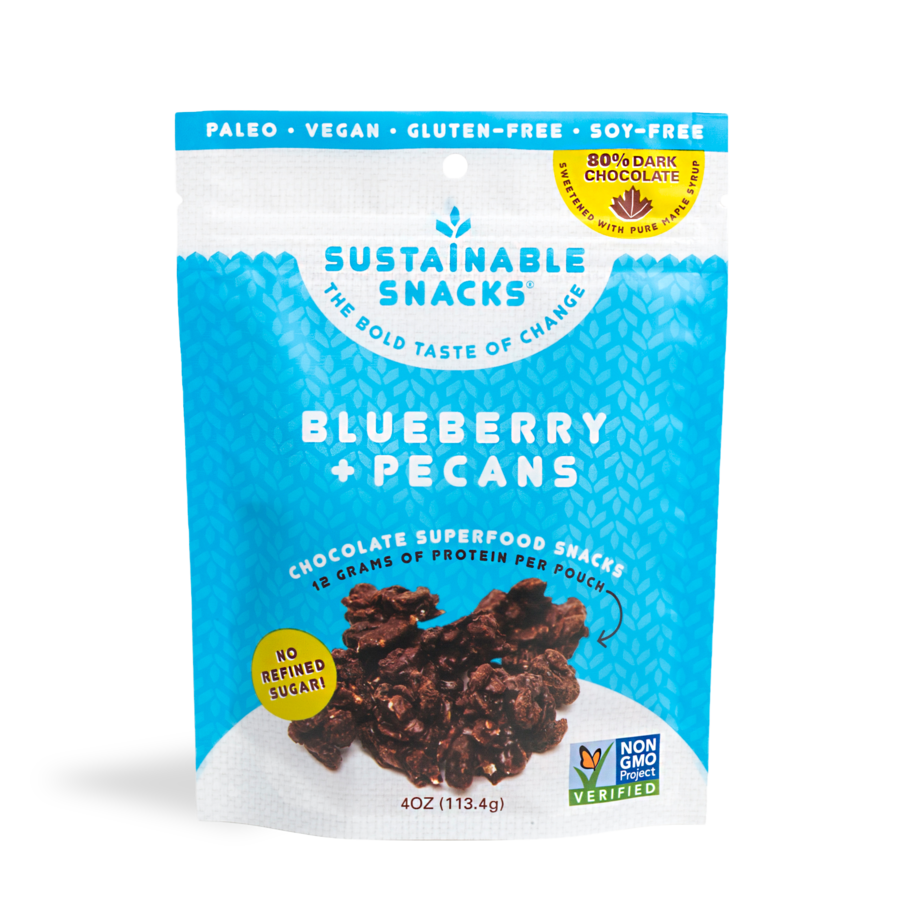 PALEO • VEGAN • GLUTEN-FREE • SOY-FREE
80% DARK
CHOCOLATE
SWEETENED WITH PURE MAPLE SYRUP
SUSTAINABLE
SNACKS®
THE BOLD TASTE OF CHANGE
BLUEBERRY
+ PECANS
CHOCOLATE SUPERFOOD SNACKS
12 GRAMS OF PROTEIN PER POUCH
NO
REFINED
SUGAR!
NON
GMO
Project
VERIFIED
4OZ (113.4g)